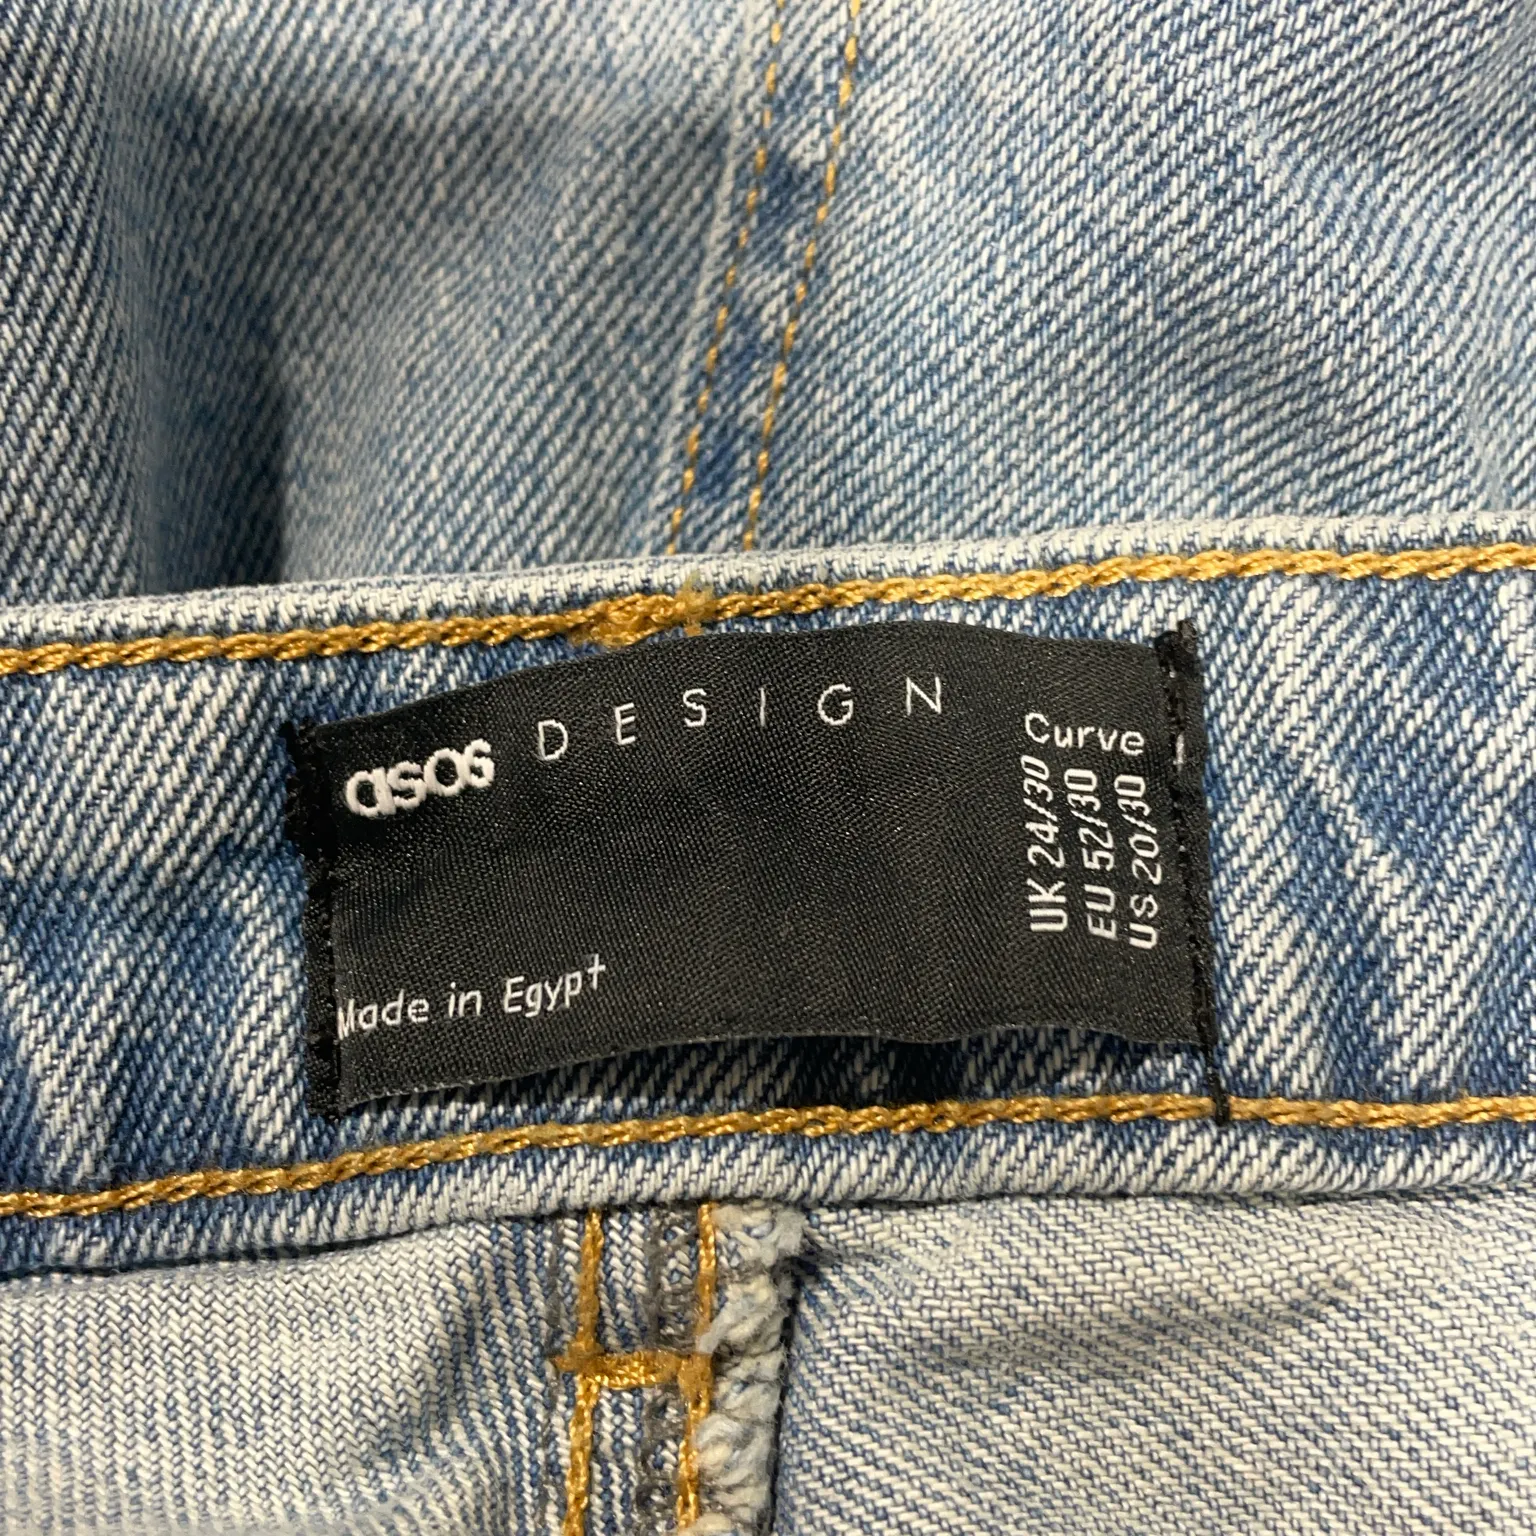 asos DESIGN
Curve
UK 24/30
EU 52/30
US 20/30
Made in Egypt